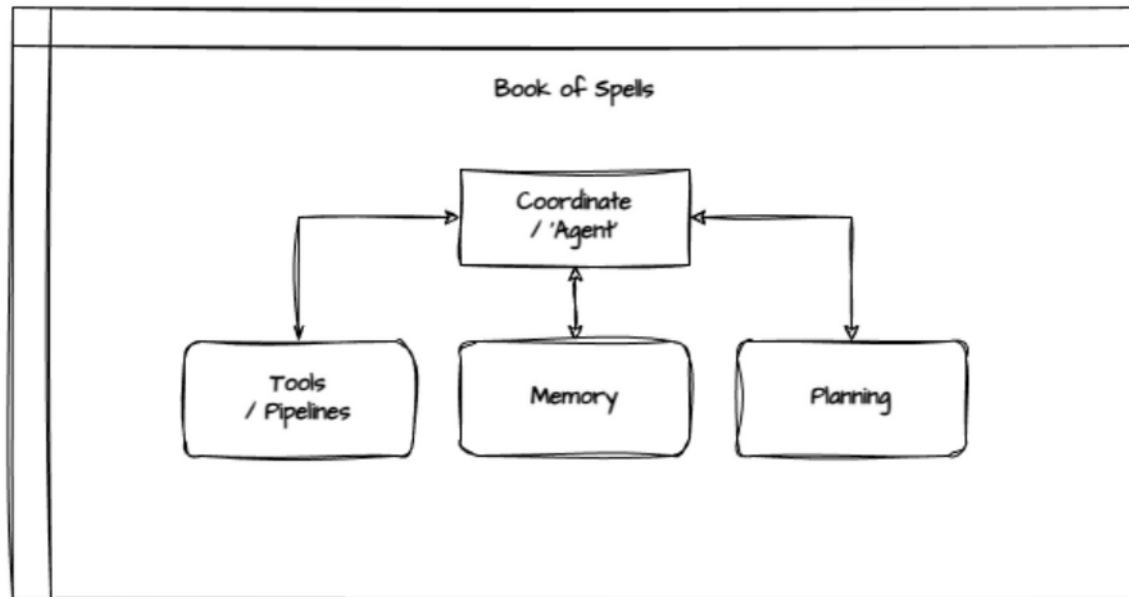 Book of Spells
Coordinate
/ 'Agent'
Tools
/ Pipelines
Memory
Planning